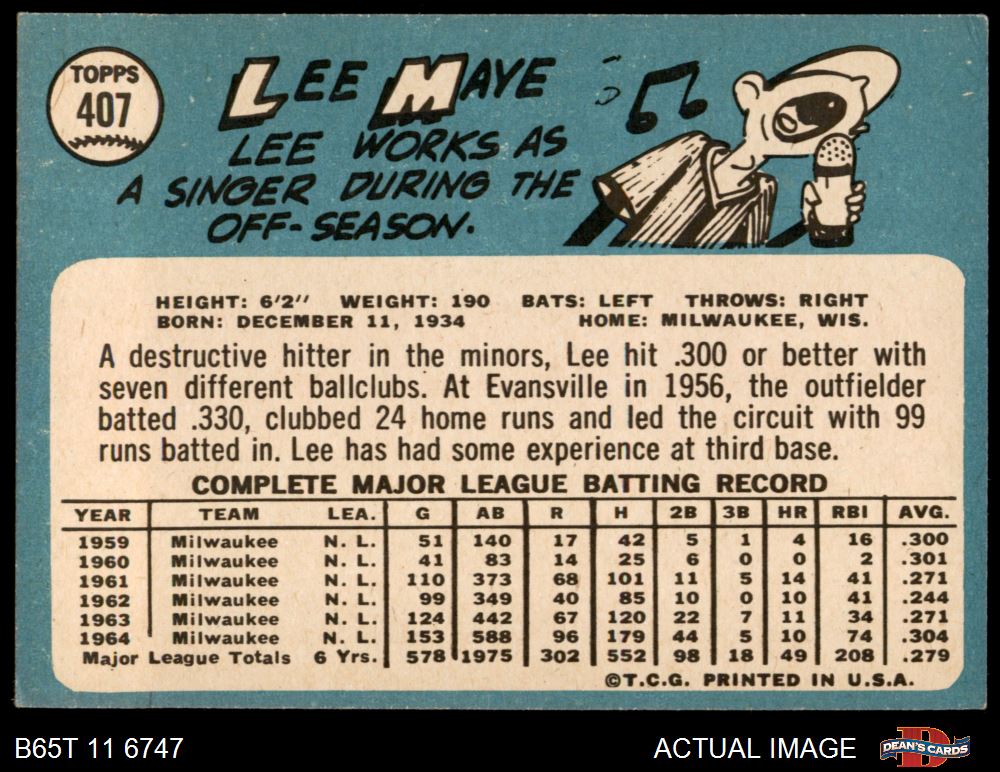 TOPPS
407
LEE MAYE
LEE WORKS AS
A SINGER DURING THE
OFF-SEASON.
HEIGHT: 6'2" WEIGHT: 190 BATS: LEFT THROWS: RIGHT
BORN: DECEMBER 11, 1934 HOME: MILWAUKEE, WIS.
A destructive hitter in the minors, Lee hit .300 or better with
seven different ballclubs. At Evansville in 1956, the outfielder
batted .330, clubbed 24 home runs and led the circuit with 99
runs batted in. Lee has had some experience at third base.
COMPLETE MAJOR LEAGUE BATTING RECORD
YEAR TEAM LEA. G AB R H 2B 3B HR RBI AVG.
1959 Milwaukee N. L. 51 140 17 42 5 1 4 16 .300
1960 Milwaukee N. L. 41 83 14 25 6 0 0 2 .301
1961 Milwaukee N. L. 110 373 68 101 11 5 14 41 .271
1962 Milwaukee N. L. 99 349 40 85 10 0 10 41 .244
1963 Milwaukee N. L. 124 442 67 120 22 7 11 34 .271
1964 Milwaukee N. L. 153 588 96 179 44 5 10 74 .304
Major League Totals 6 Yrs. 578 1975 302 552 98 18 49 208 .279
©T.C.G. PRINTED IN U.S.A.
B65T 11 6747 ACTUAL IMAGE DEAN'S CARDS